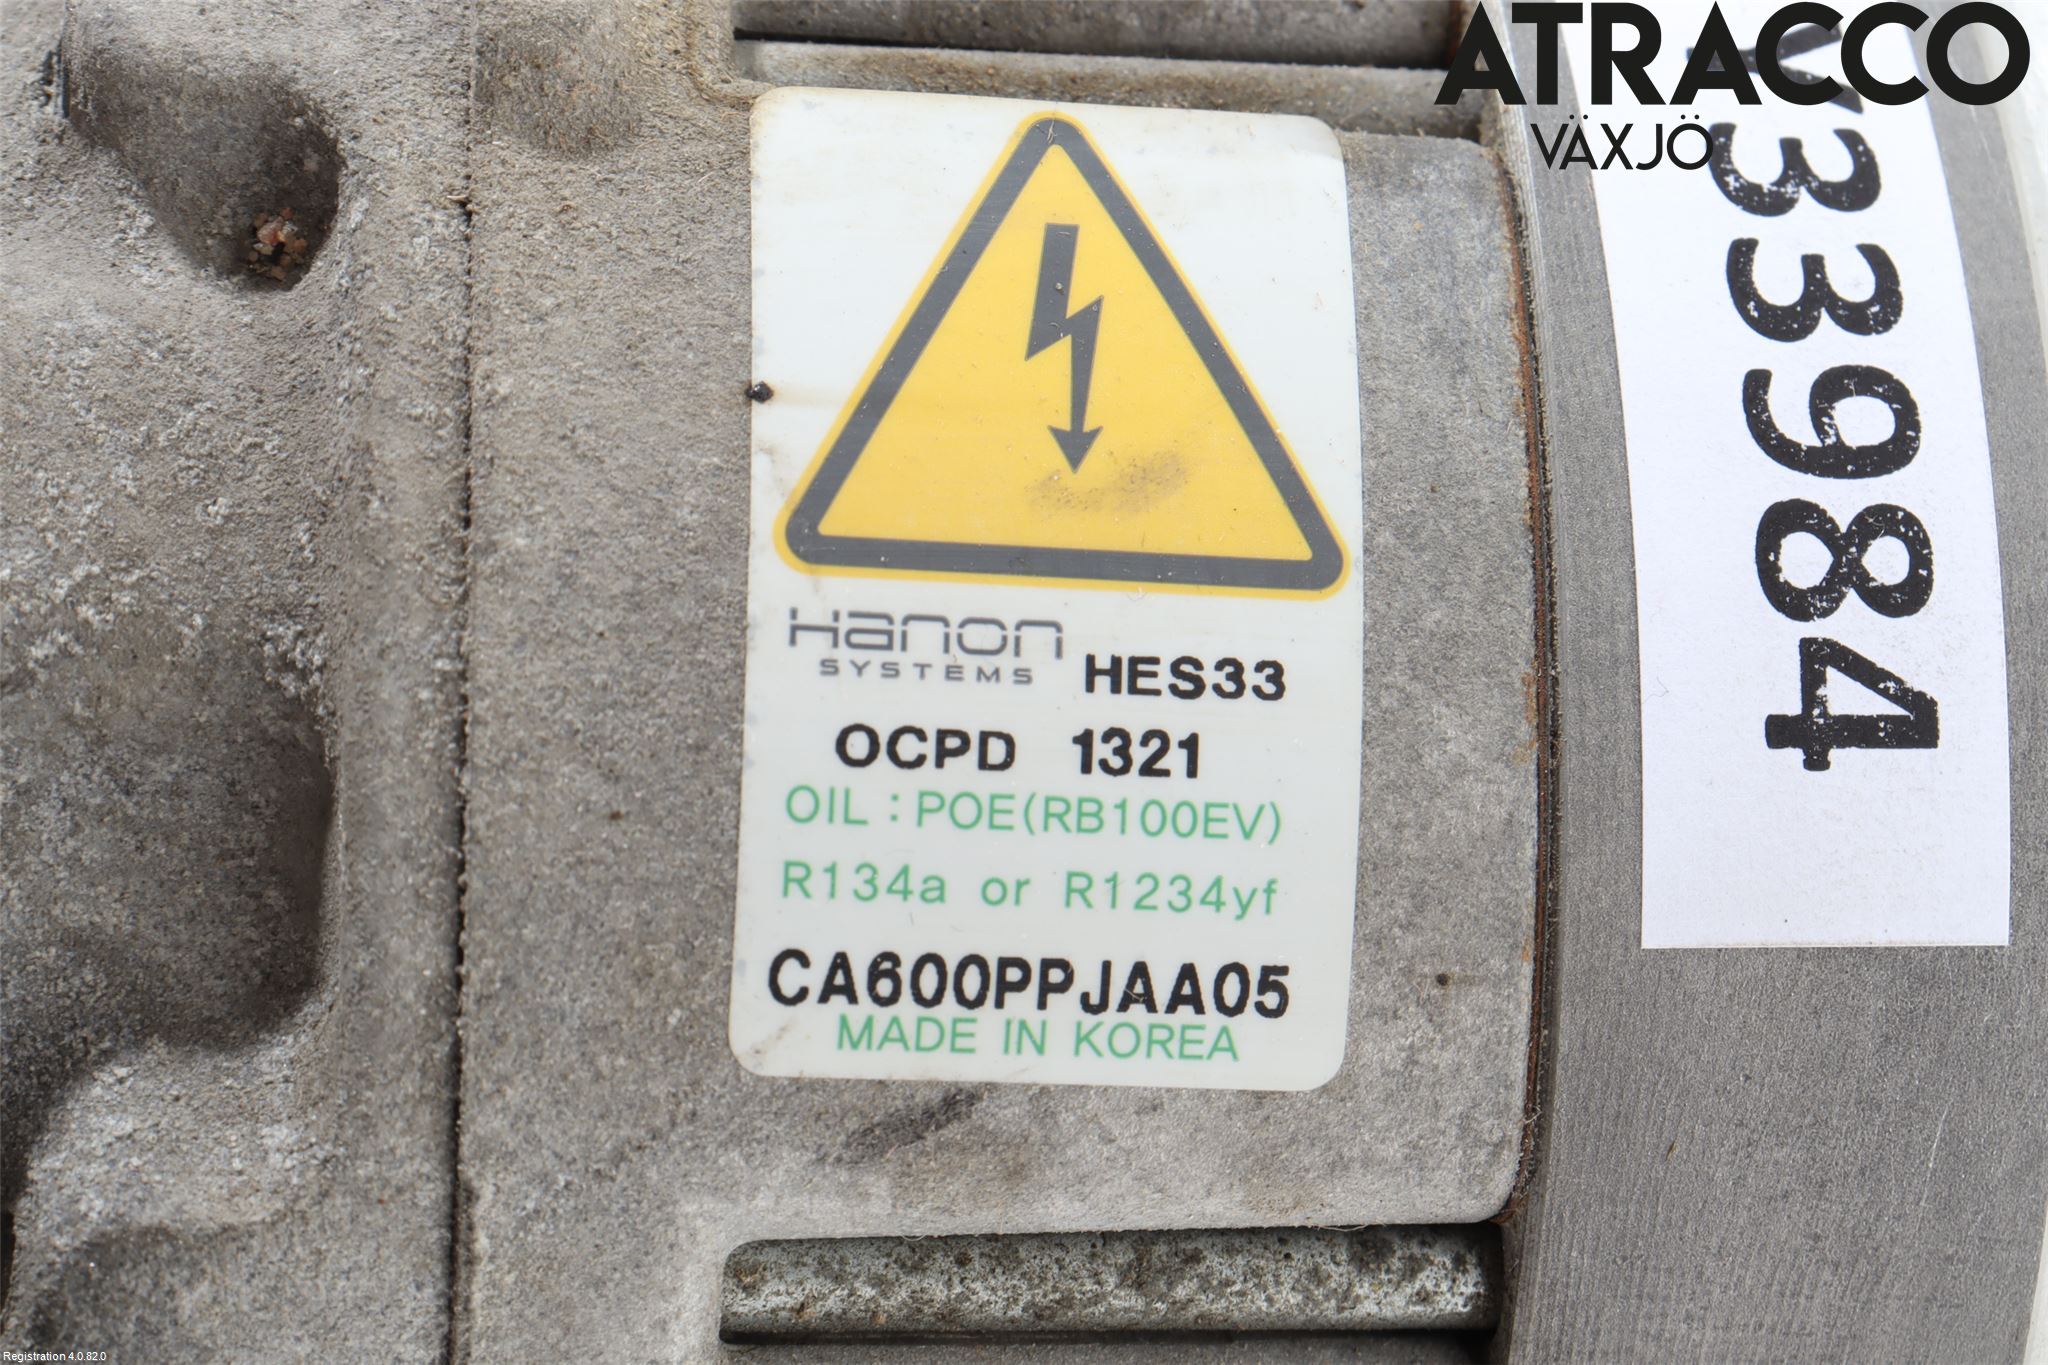 ATRACCO
VÄXJÖ
33984
Hanon
SYSTEMS HES33
OCPD 1321
OIL : POE(RB100EV)
R134a or R1234yf
CA600PPJAA05
MADE IN KOREA
Registration 4.0.82.0